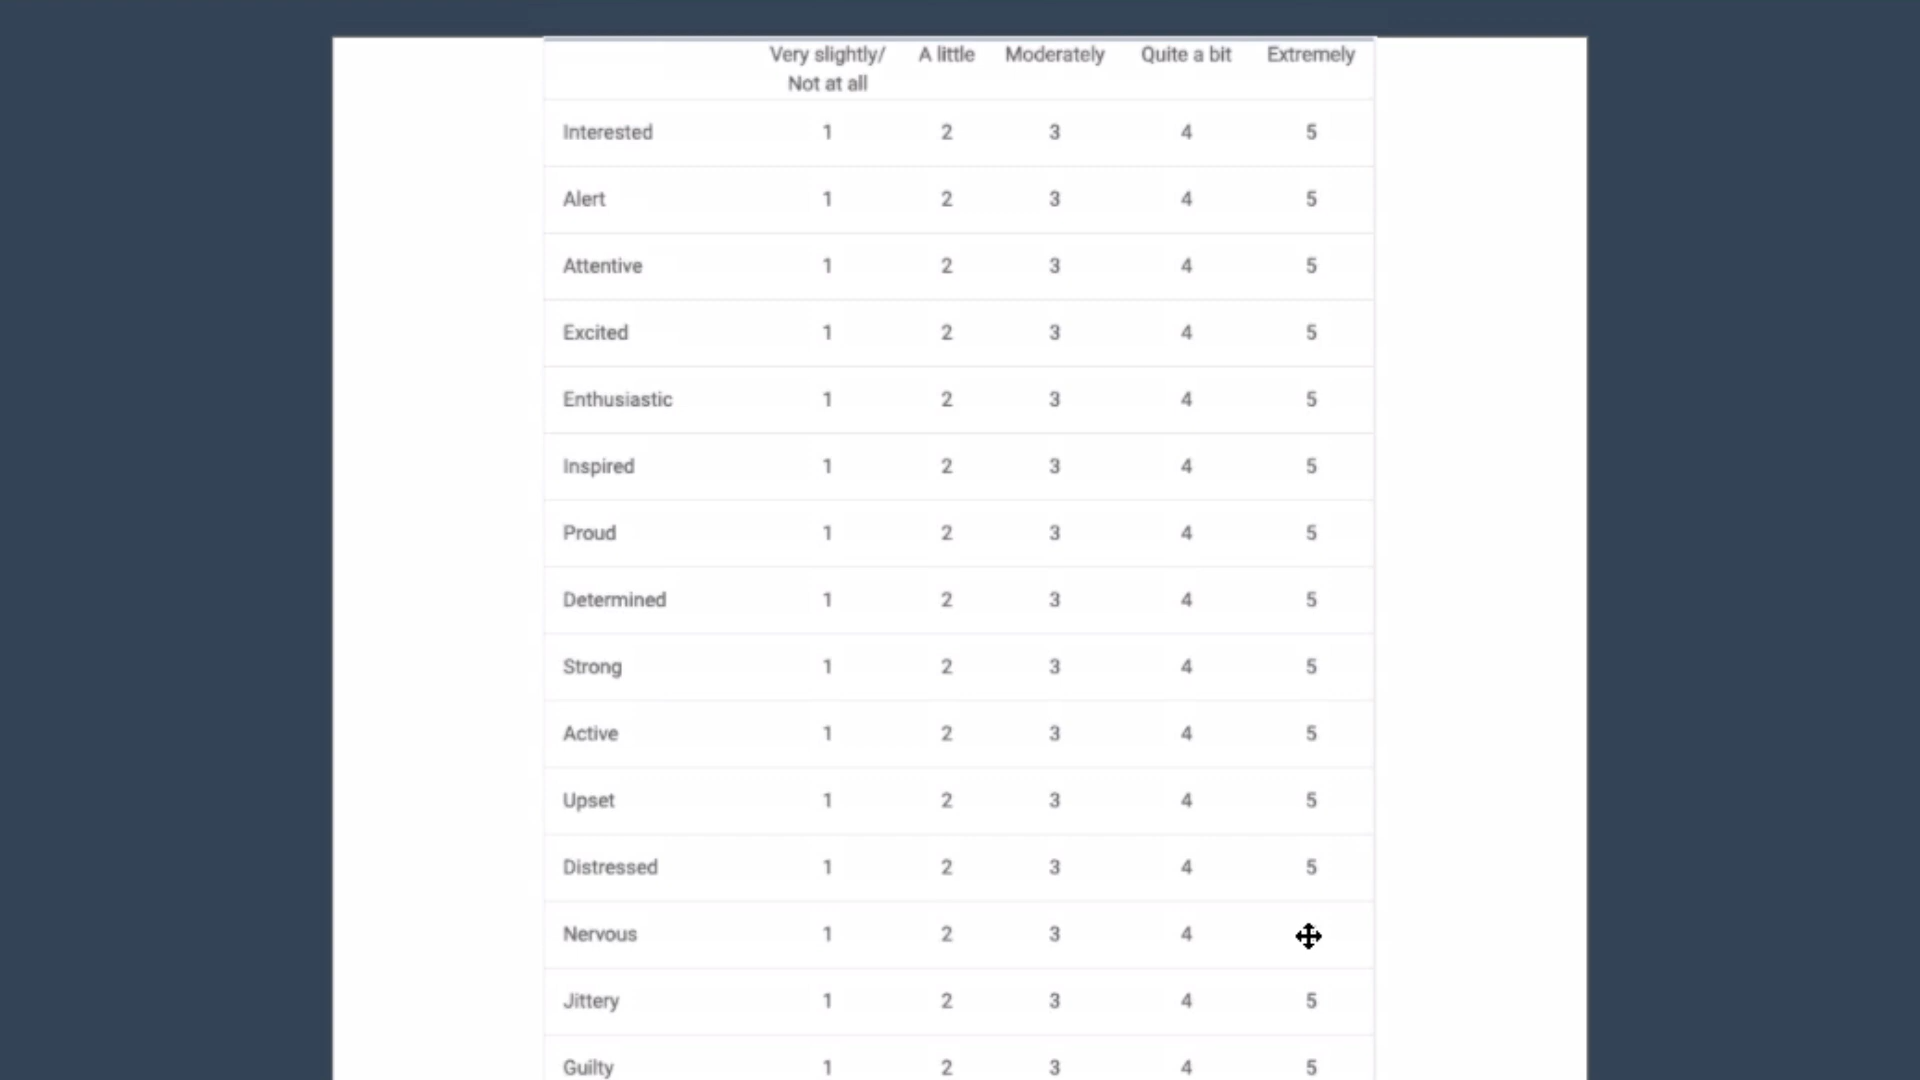 Very slightly/ A little Moderately Quite a bit Extremely
Not at all
Interested 1 2 3 4 5
Alert 1 2 3 4 5
Attentive 1 2 3 4 5
Excited 1 2 3 4 5
Enthusiastic 1 2 3 4 5
Inspired 1 2 3 4 5
Proud 1 2 3 4 5
Determined 1 2 3 4 5
Strong 1 2 3 4 5
Active 1 2 3 4 5
Upset 1 2 3 4 5
Distressed 1 2 3 4 5
Nervous 1 2 3 4
Jittery 1 2 3 4 5
Guilty 1 2 3 4 5